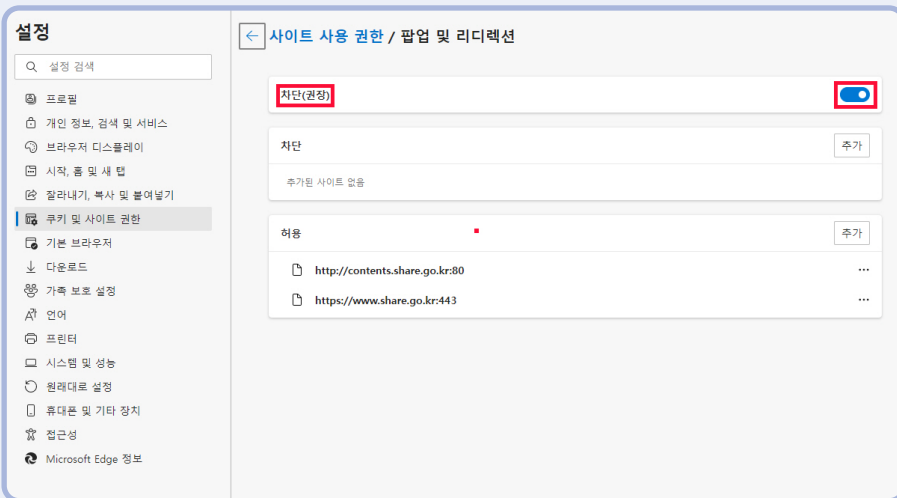 설정
설정 검색
프로필
개인 정보, 검색 및 서비스
브라우저 디스플레이
시작, 홈 및 새 탭
잘라내기, 복사 및 붙여넣기
쿠키 및 사이트 권한
기본 브라우저
다운로드
가족 보호 설정
언어
프린터
시스템 및 성능
원래대로 설정
휴대폰 및 기타 장치
접근성
Microsoft Edge 정보
사이트 사용 권한 / 팝업 및 리디렉션
차단(권장)
차단 추가
추가된 사이트 없음
허용 추가
http://contents.share.go.kr:80
https://www.share.go.kr:443